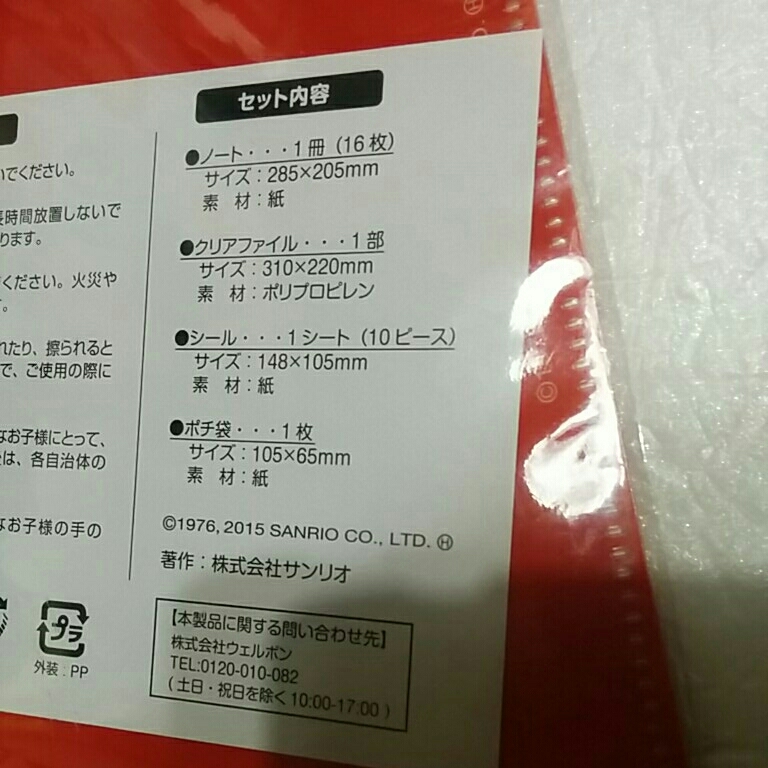 いでください。
長時間放置しないで
ります。
ください。火災や
す。
れたり、擦られると
で、ご使用の際に
なお子様にとって、
は、各自治体の
なお子様の手の
プラ
外装：PP
セット内容
●ノート・・・1冊（16枚）
サイズ：285×205mm
素　材：紙
●クリアファイル・・・1部
サイズ：310×220mm
素　材：ポリプロピレン
●シール・・・1シート（10ピース）
サイズ：148×105mm
素　材：紙
●ポチ袋・・・1枚
サイズ：105×65mm
素　材：紙
©1976, 2015 SANRIO CO., LTD. Ⓗ
著作：株式会社サンリオ
【本製品に関する問い合わせ先】
株式会社ウェルボン
TEL:0120-010-082
（土日・祝日を除く10:00-17:00）